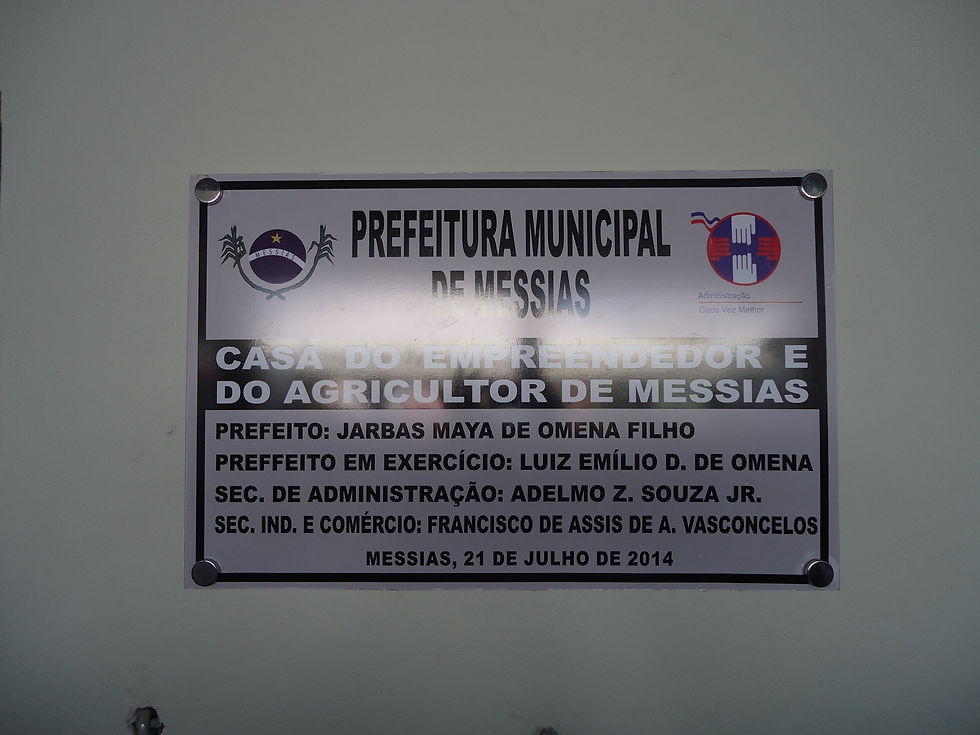 PREFEITURA MUNICIPAL
DE MESSIAS
MESSIAS
Administração
Cada Vez Melhor
CASA DO EMPREENDEDOR E
DO AGRICULTOR DE MESSIAS
PREFEITO: JARBAS MAYA DE OMENA FILHO
PREFFEITO EM EXERCÍCIO: LUIZ EMÍLIO D. DE OMENA
SEC. DE ADMINISTRAÇÃO: ADELMO Z. SOUZA JR.
SEC. IND. E COMÉRCIO: FRANCISCO DE ASSIS DE A. VASCONCELOS
MESSIAS, 21 DE JULHO DE 2014